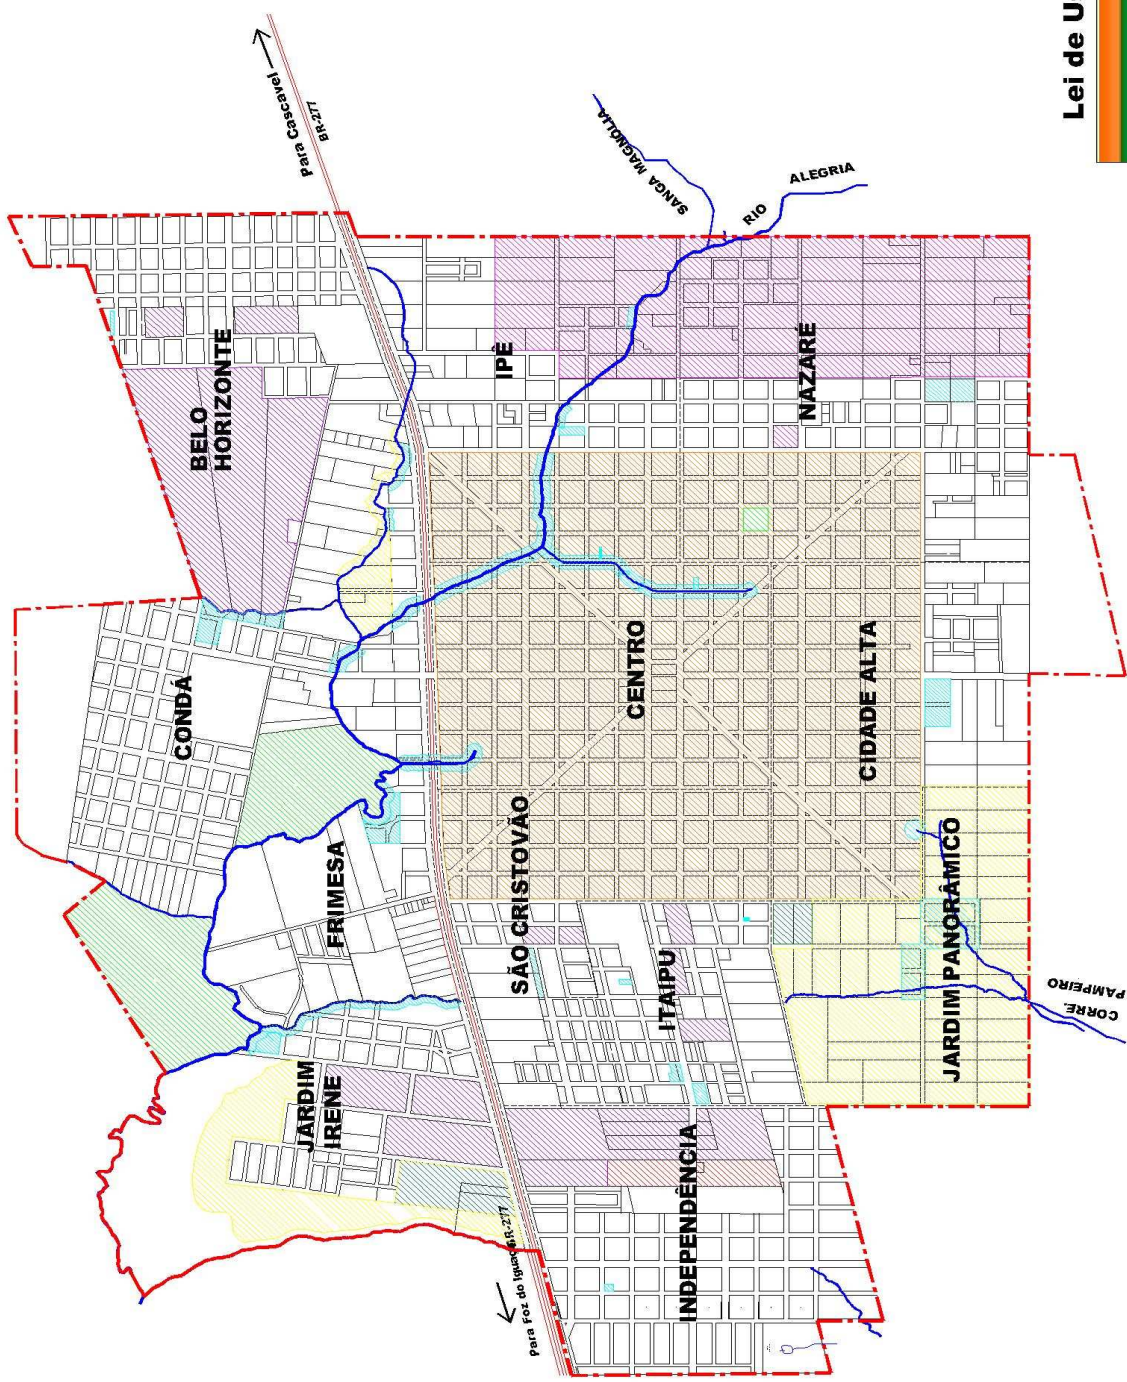 Lei de U
Para Cascavel
BR-277
SANGA MAGNÓLIA
RIO
ALEGRIA
BELO
HORIZONTE
IPÊ
NAZARÉ
CONDÁ
CENTRO
CIDADE ALTA
FRIMESA
SÃO CRISTOVÃO
ITAIPU
JARDIM PANORÂMICO
CORRE.
PAMPEIRO
JARDIM
IRENE
INDEPENDÊNCIA
Para Foz do Iguaç
BR-277